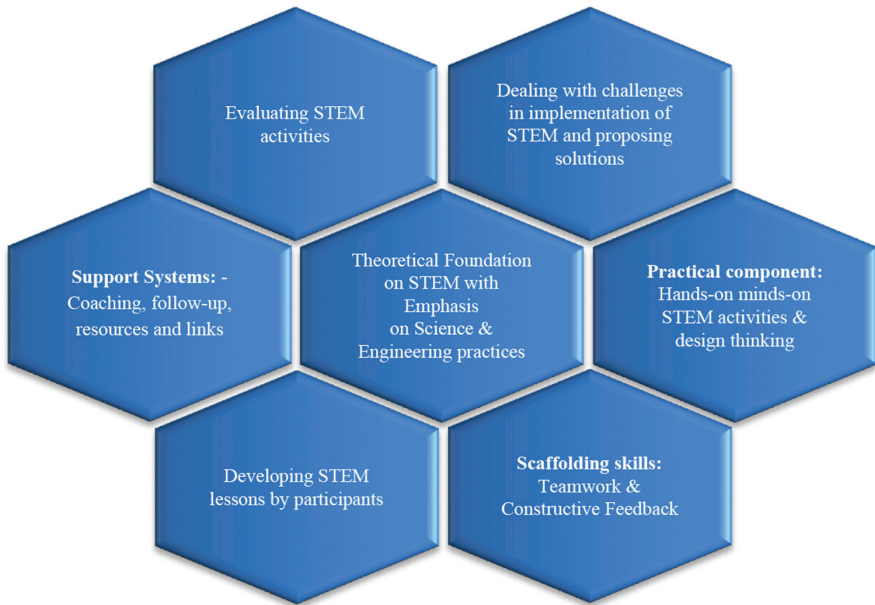 Evaluating STEM
activities
Dealing with challenges
in implementation of
STEM and proposing
solutions
Support Systems: -
Coaching, follow-up,
resources and links
Theoretical Foundation
on STEM with
Emphasis
on Science &
Engineering practices
Practical component:
Hands-on minds-on
STEM activities &
design thinking
Developing STEM
lessons by participants
Scaffolding skills:
Teamwork &
Constructive Feedback